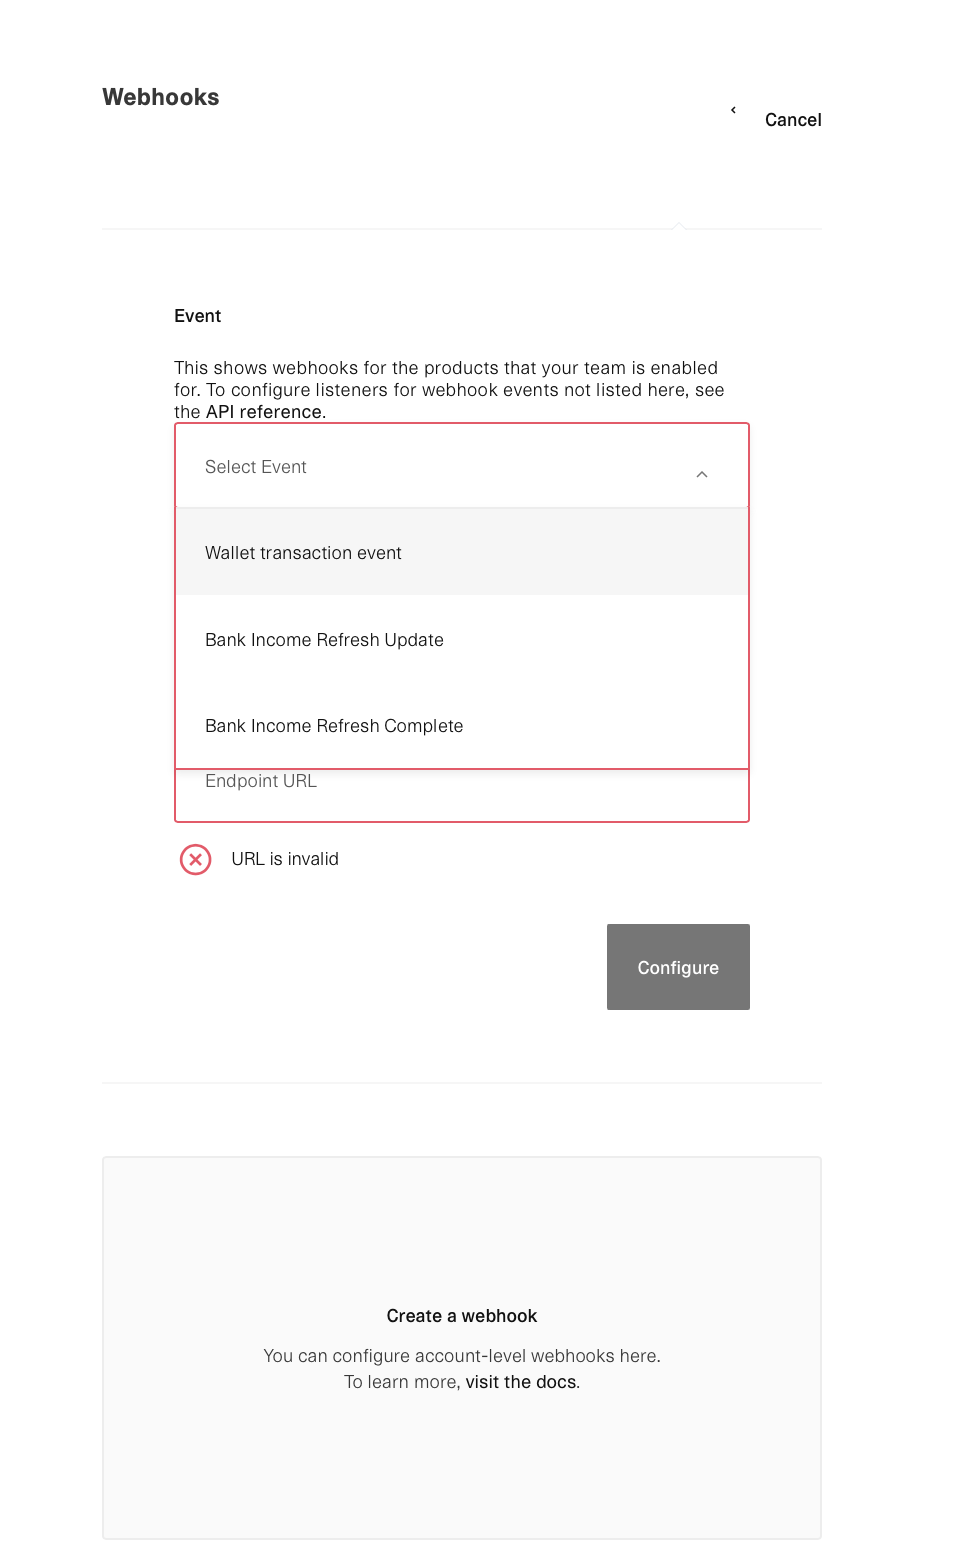 Webhooks
Cancel
Event
This shows webhooks for the products that your team is enabled
for. To configure listeners for webhook events not listed here, see
the API reference.
Select Event
Wallet transaction event
Bank Income Refresh Update
Bank Income Refresh Complete
Endpoint URL
URL is invalid
Configure
Create a webhook
You can configure account-level webhooks here.
To learn more, visit the docs.